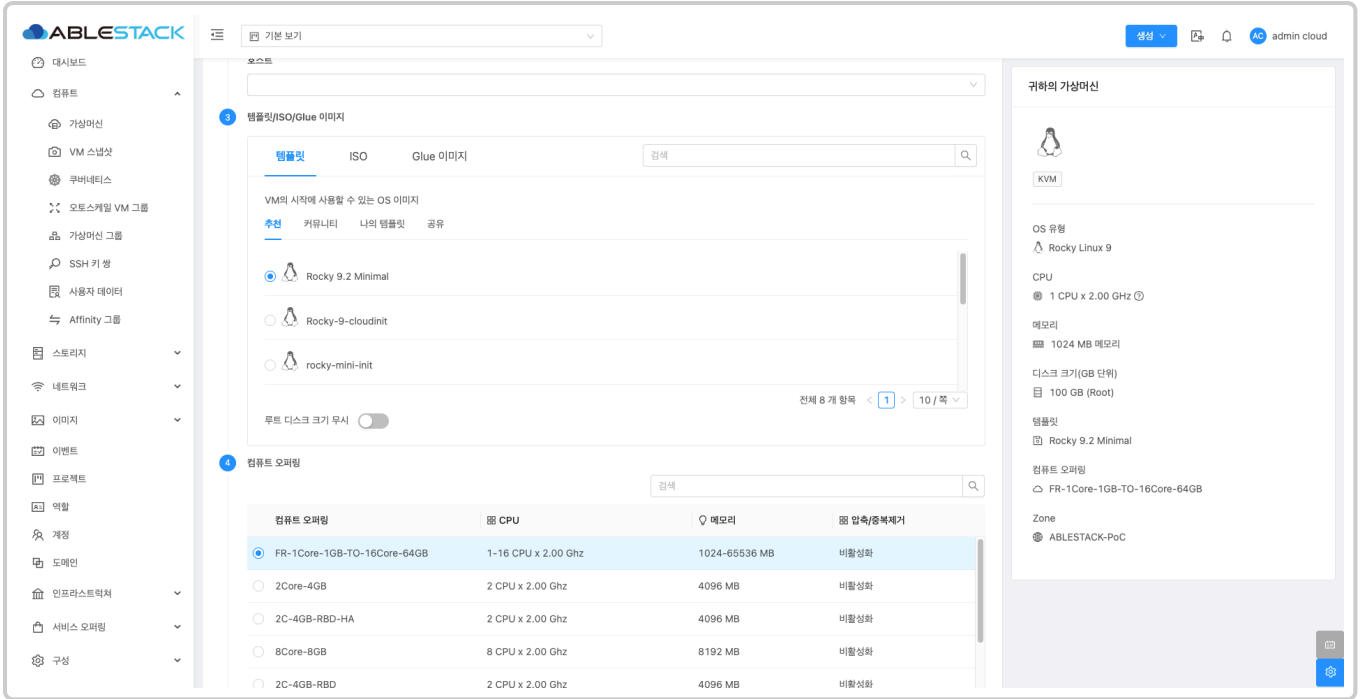 ABLESTACK
기본 보기
생성
AC admin cloud
대시보드
컴퓨트
가상머신
VM 스냅샷
쿠버네티스
오토스케일 VM 그룹
가상머신 그룹
SSH 키 쌍
사용자 데이터
Affinity 그룹
스토리지
네트워크
이미지
이벤트
프로젝트
역할
계정
도메인
인프라스트럭쳐
서비스 오퍼링
구성
호스트
3 템플릿/ISO/Glue 이미지
템플릿 ISO Glue 이미지 검색
VM의 시작에 사용할 수 있는 OS 이미지
추천 커뮤니티 나의 템플릿 공유
Rocky 9.2 Minimal
Rocky-9-cloudinit
rocky-mini-init
전체 8 개 항목 < 1 > 10 / 쪽
루트 디스크 크기 무시
4 컴퓨트 오퍼링
검색
컴퓨트 오퍼링 CPU 메모리 압축/중복제거
FR-1Core-1GB-TO-16Core-64GB 1-16 CPU x 2.00 Ghz 1024-65536 MB 비활성화
2Core-4GB 2 CPU x 2.00 Ghz 4096 MB 비활성화
2C-4GB-RBD-HA 2 CPU x 2.00 Ghz 4096 MB 비활성화
8Core-8GB 8 CPU x 2.00 Ghz 8192 MB 비활성화
2C-4GB-RBD 2 CPU x 2.00 Ghz 4096 MB 비활성화
귀하의 가상머신
KVM
OS 유형
Rocky Linux 9
CPU
1 CPU x 2.00 GHz
메모리
1024 MB 메모리
디스크 크기(GB 단위)
100 GB (Root)
템플릿
Rocky 9.2 Minimal
컴퓨트 오퍼링
FR-1Core-1GB-TO-16Core-64GB
Zone
ABLESTACK-PoC